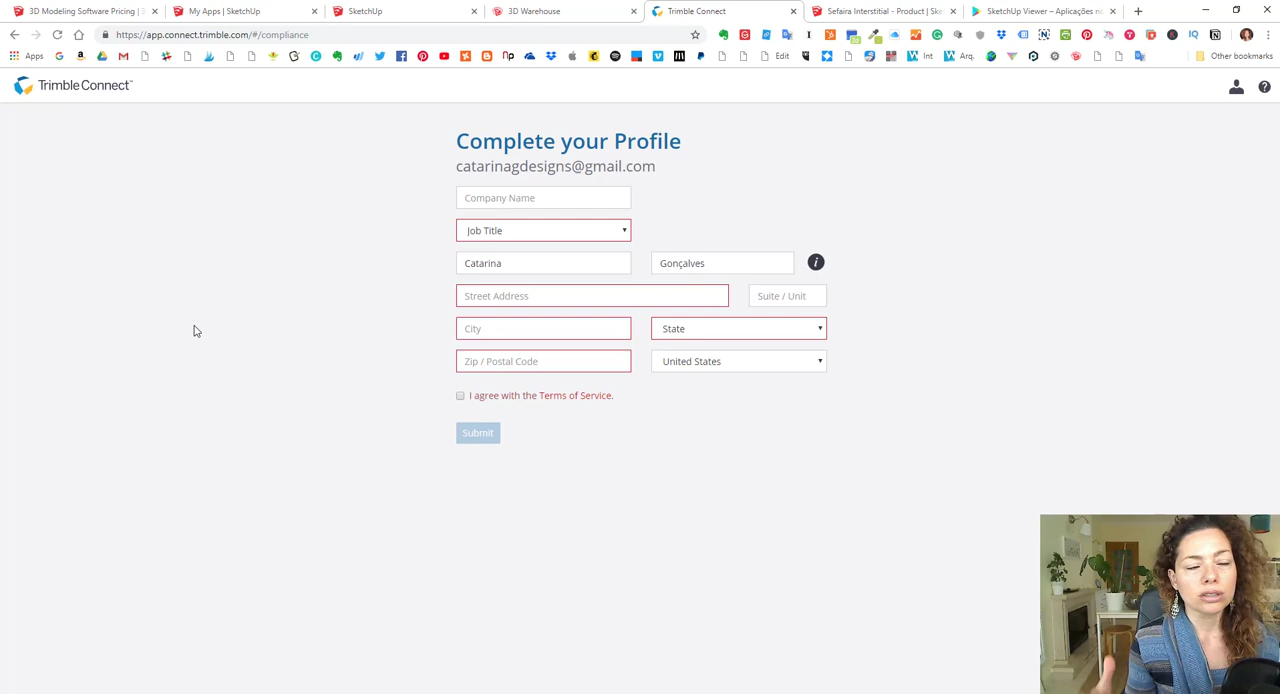 3D Modeling Software Pricing | S
My Apps | SketchUp
SketchUp
3D Warehouse
Trimble Connect
Sefaira Interstitial - Product | Ske
SketchUp Viewer – Aplicações no
https://app.connect.trimble.com/#/compliance
Apps
Edit
Int
Arq.
Other bookmarks
Trimble Connect™
Complete your Profile
catarinagdesigns@gmail.com
Company Name
Job Title
Catarina
Gonçalves
Street Address
Suite / Unit
City
State
Zip / Postal Code
United States
I agree with the Terms of Service.
Submit